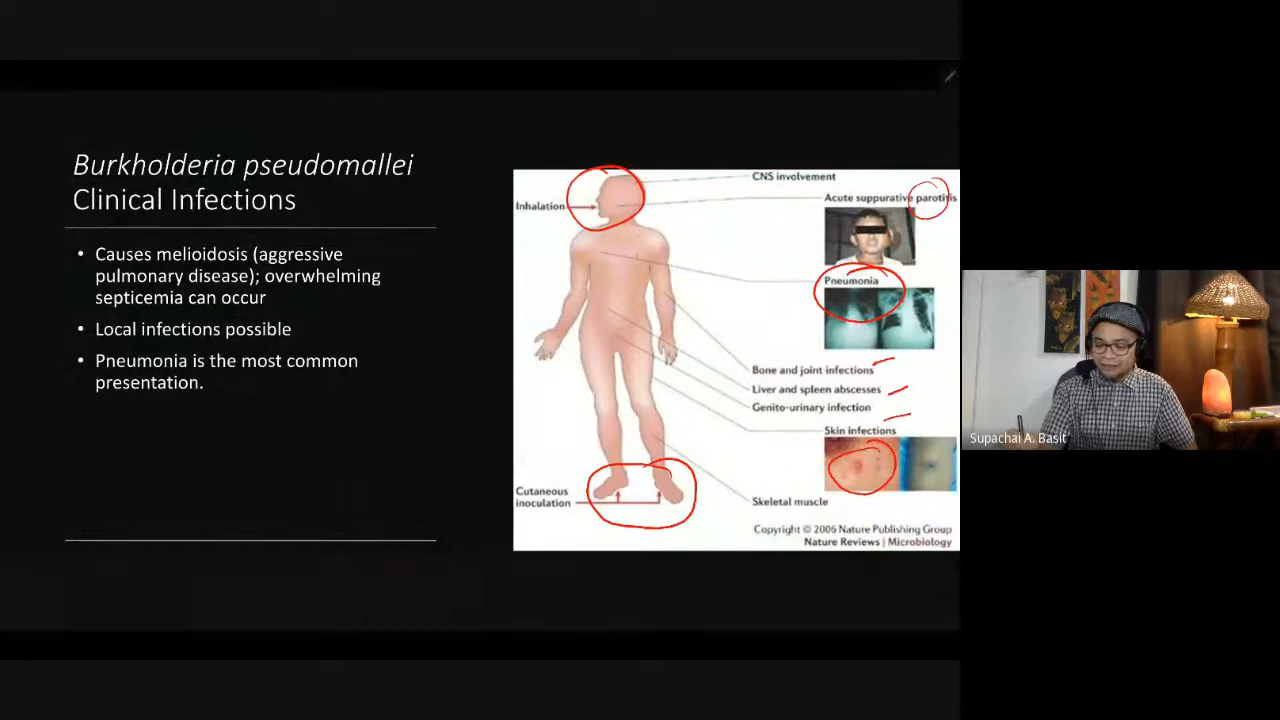 Burkholderia pseudomallei
Clinical Infections
• Causes melioidosis (aggressive
pulmonary disease); overwhelming
septicemia can occur
• Local infections possible
• Pneumonia is the most common
presentation.
CNS involvement
Acute suppurative parotitis
Inhalation
Pneumonia
Bone and joint infections
Liver and spleen abscesses
Genito-urinary infection
Skin infections
Cutaneous
inoculation
Skeletal muscle
Copyright © 2006 Nature Publishing Group
Nature Reviews | Microbiology
Supachai A. Basit